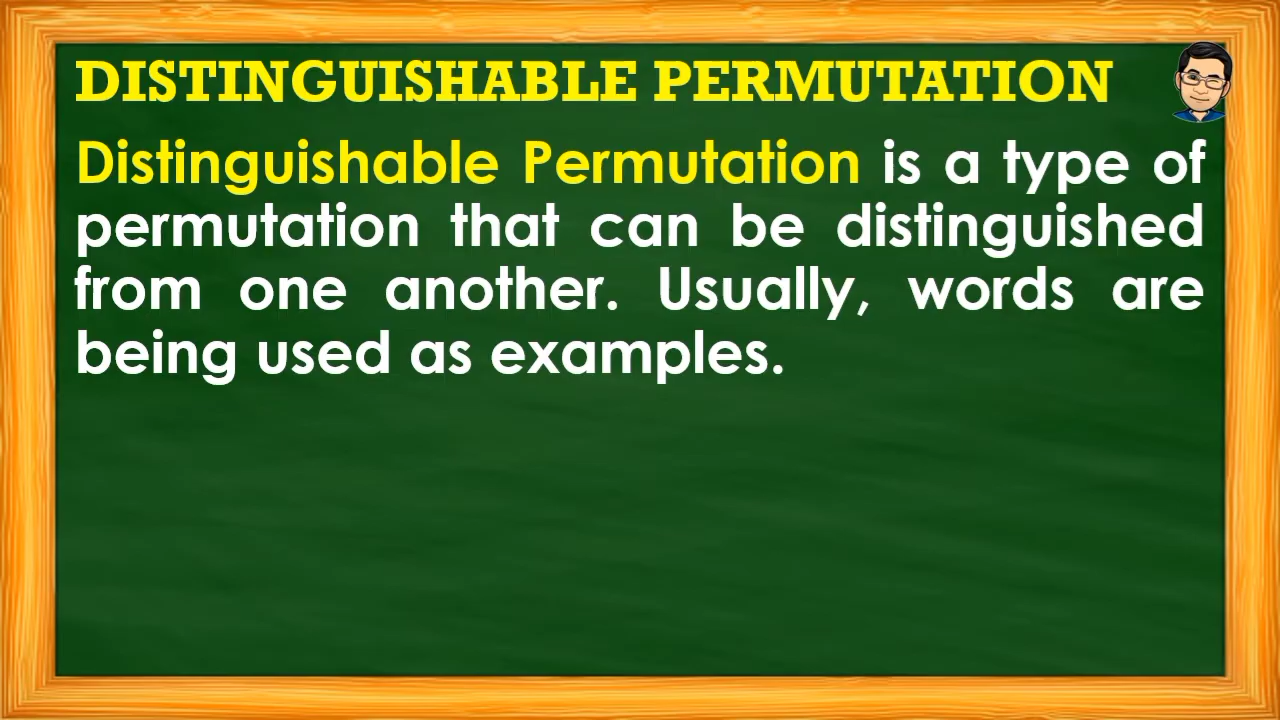 DISTINGUISHABLE PERMUTATION
Distinguishable Permutation is a type of
permutation that can be distinguished
from one another. Usually, words are
being used as examples.